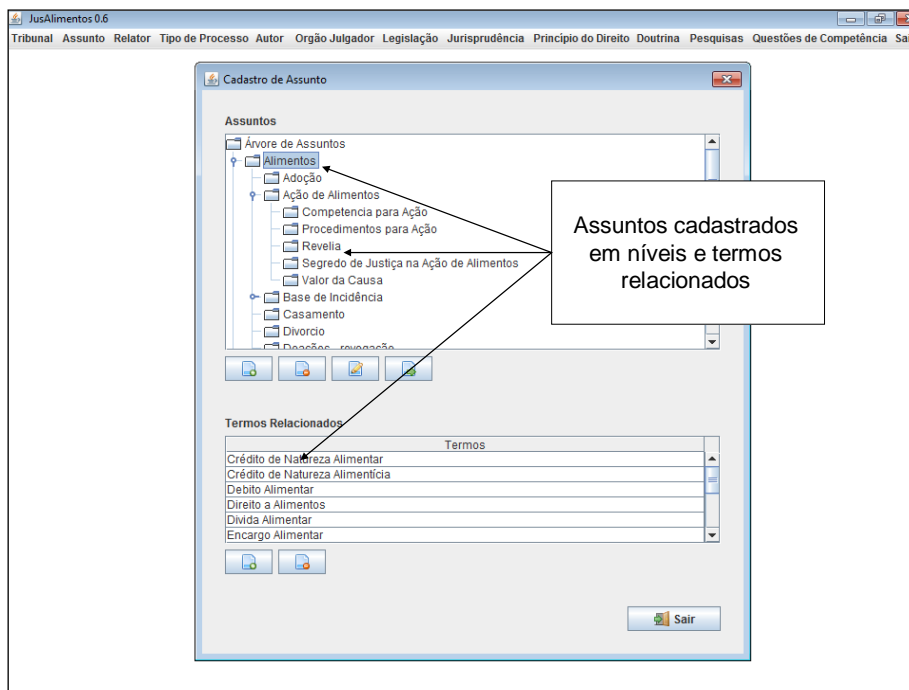 JusAlimentos 0.6
Tribunal Assunto Relator Tipo de Processo Autor Orgão Julgador Legislação Jurisprudência Princípio do Direito Doutrina Pesquisas Questões de Competência Sai
Cadastro de Assunto
Assuntos
Árvore de Assuntos
Alimentos
Adoção
Ação de Alimentos
Competencia para Ação
Procedimentos para Ação
Revelia
Segredo de Justiça na Ação de Alimentos
Valor da Causa
Base de Incidência
Casamento
Divorcio
Doações - revogação
Assuntos cadastrados
em níveis e termos
relacionados
Termos Relacionados
Termos
Crédito de Natureza Alimentar
Crédito de Natureza Alimentícia
Debito Alimentar
Direito a Alimentos
Divida Alimentar
Encargo Alimentar
Sair